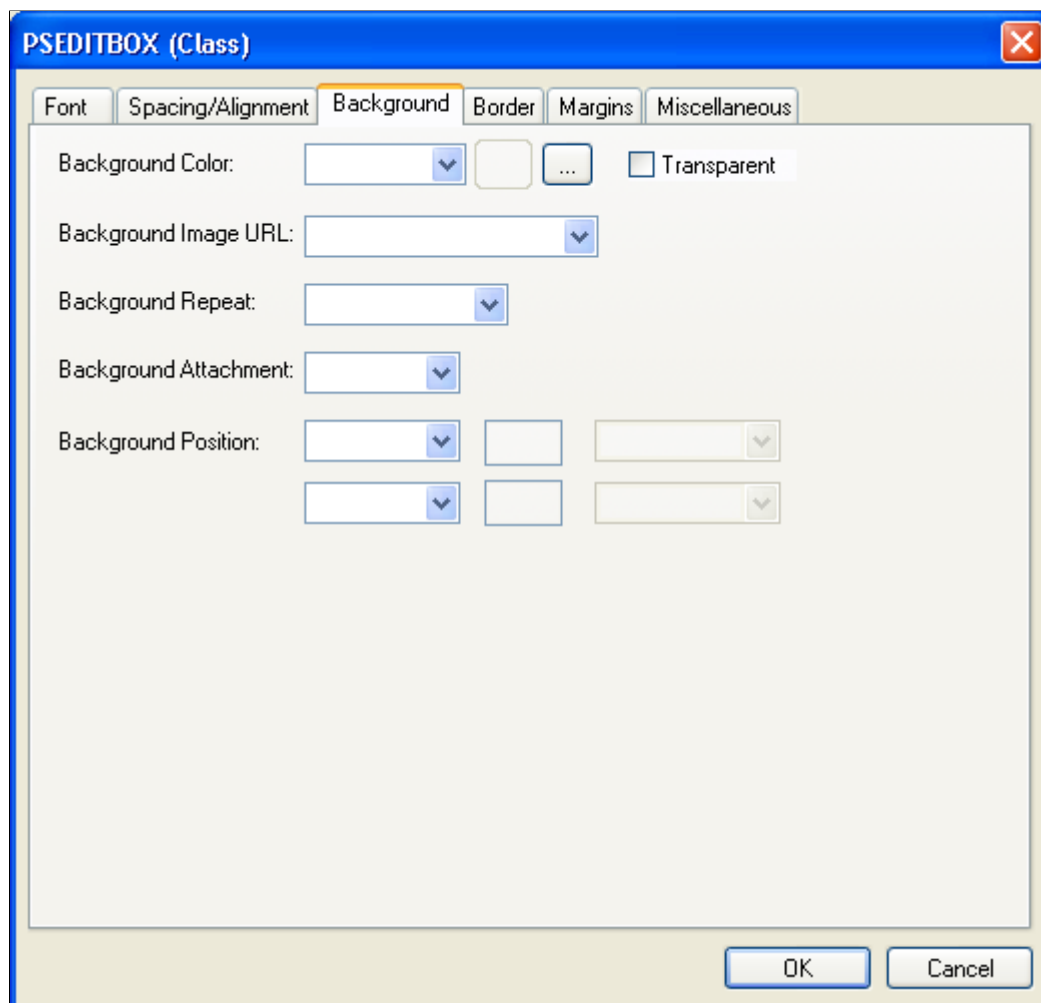 PSEDITBOX (Class)
Font Spacing/Alignment Background Border Margins Miscellaneous
Background Color: ... Transparent
Background Image URL:
Background Repeat:
Background Attachment:
Background Position:
OK Cancel